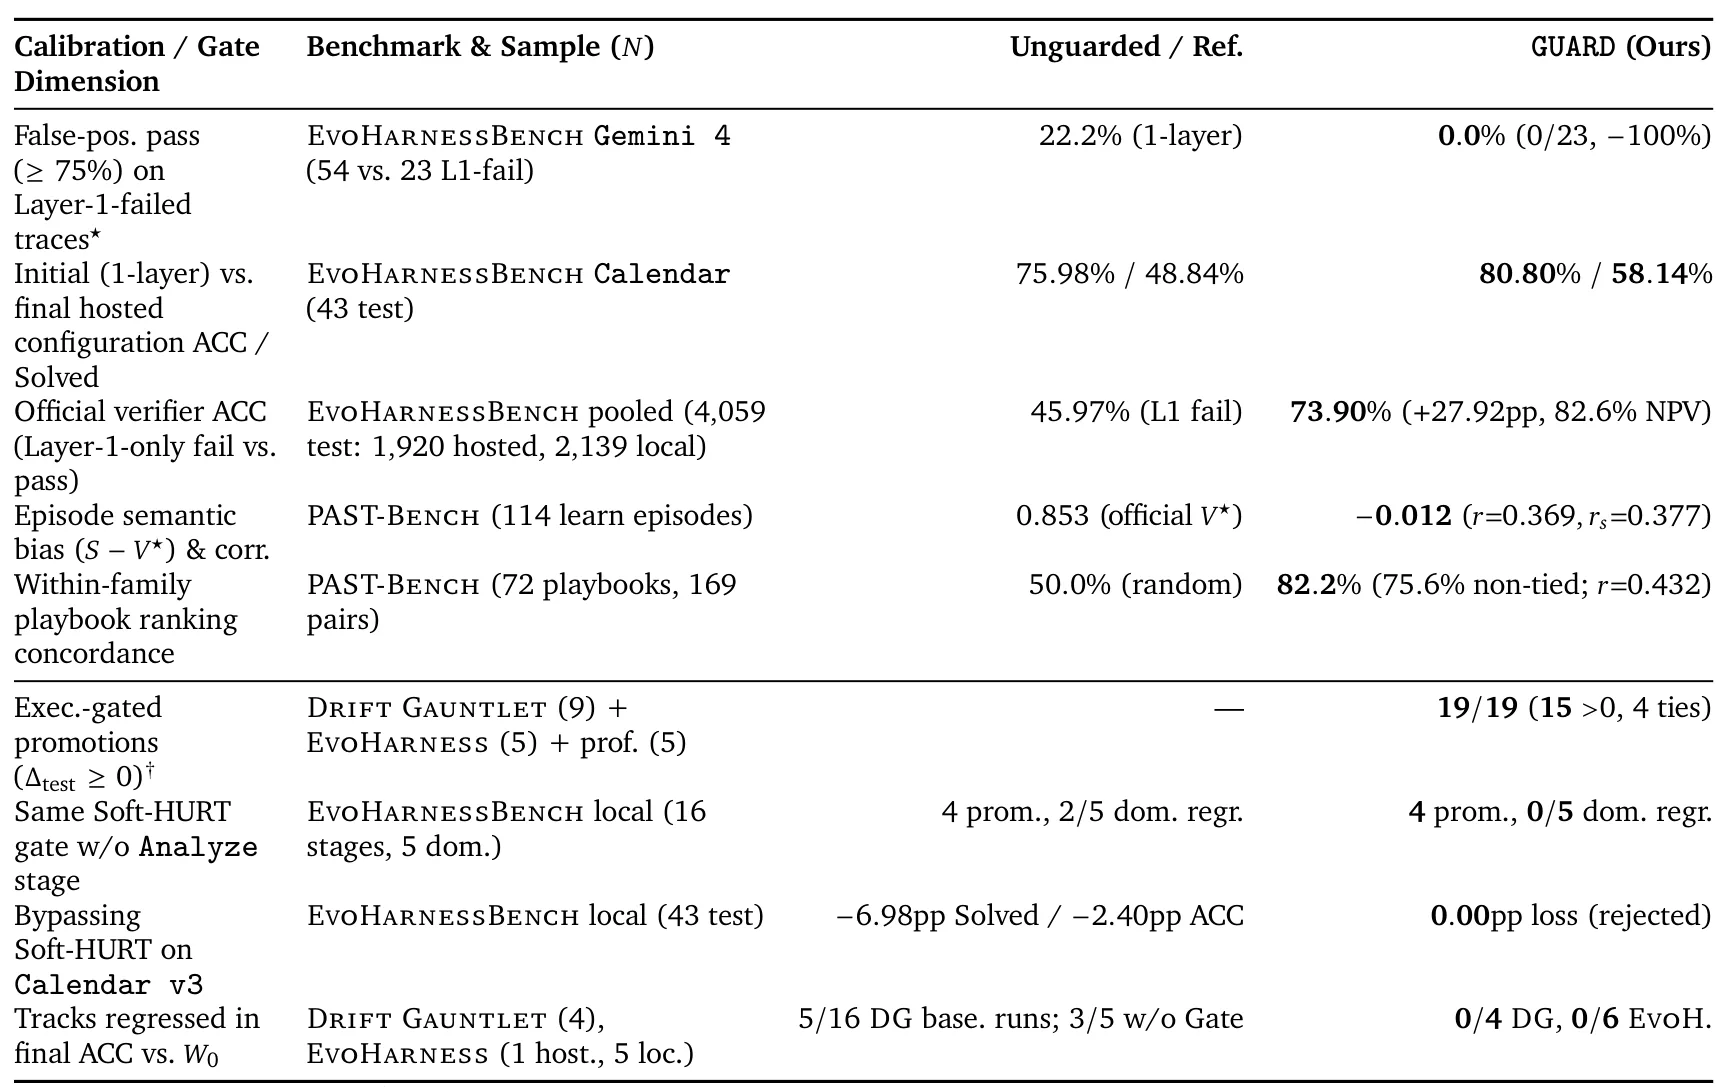 Calibration / Gate Dimension | Benchmark & Sample (N) | Unguarded / Ref. | GUARD (Ours)
False-pos. pass (≥ 75%) on Layer-1-failed traces⋆ | EvoHarnessBench Gemini 4 (54 vs. 23 L1-fail) | 22.2% (1-layer) | 0.0% (0/23, −100%)
Initial (1-layer) vs. final hosted configuration ACC / Solved | EvoHarnessBench Calendar (43 test) | 75.98% / 48.84% | 80.80% / 58.14%
Official verifier ACC (Layer-1-only fail vs. pass) | EvoHarnessBench pooled (4,059 test: 1,920 hosted, 2,139 local) | 45.97% (L1 fail) | 73.90% (+27.92pp, 82.6% NPV)
Episode semantic bias (S − V⋆) & corr. | PAST-Bench (114 learn episodes) | 0.853 (official V⋆) | −0.012 (r=0.369, rₛ=0.377)
Within-family playbook ranking concordance | PAST-Bench (72 playbooks, 169 pairs) | 50.0% (random) | 82.2% (75.6% non-tied; r=0.432)
Exec.-gated promotions (Δtest ≥ 0)† | Drift Gauntlet (9) + EvoHarness (5) + prof. (5) | — | 19/19 (15 >0, 4 ties)
Same Soft-HURT gate w/o Analyze stage | EvoHarnessBench local (16 stages, 5 dom.) | 4 prom., 2/5 dom. regr. | 4 prom., 0/5 dom. regr.
Bypassing Soft-HURT on Calendar v3 | EvoHarnessBench local (43 test) | −6.98pp Solved / −2.40pp ACC | 0.00pp loss (rejected)
Tracks regressed in final ACC vs. W₀ | Drift Gauntlet (4), EvoHarness (1 host., 5 loc.) | 5/16 DG base. runs; 3/5 w/o Gate | 0/4 DG, 0/6 EvoH.